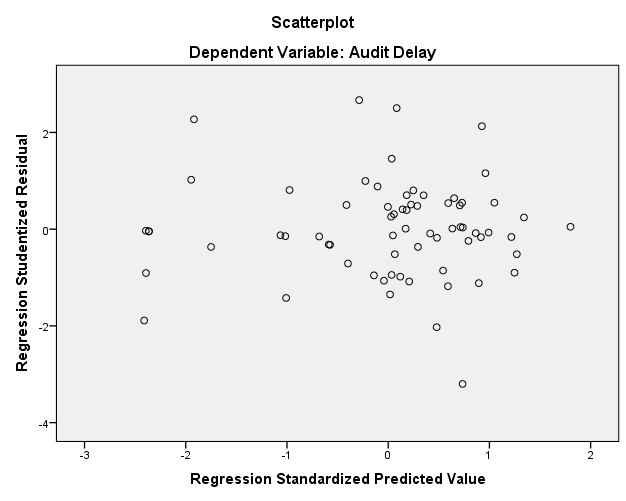 Scatterplot
Dependent Variable: Audit Delay
Regression Studentized Residual
2
0
-2
-4
-3
-2
-1
0
1
2
Regression Standardized Predicted Value